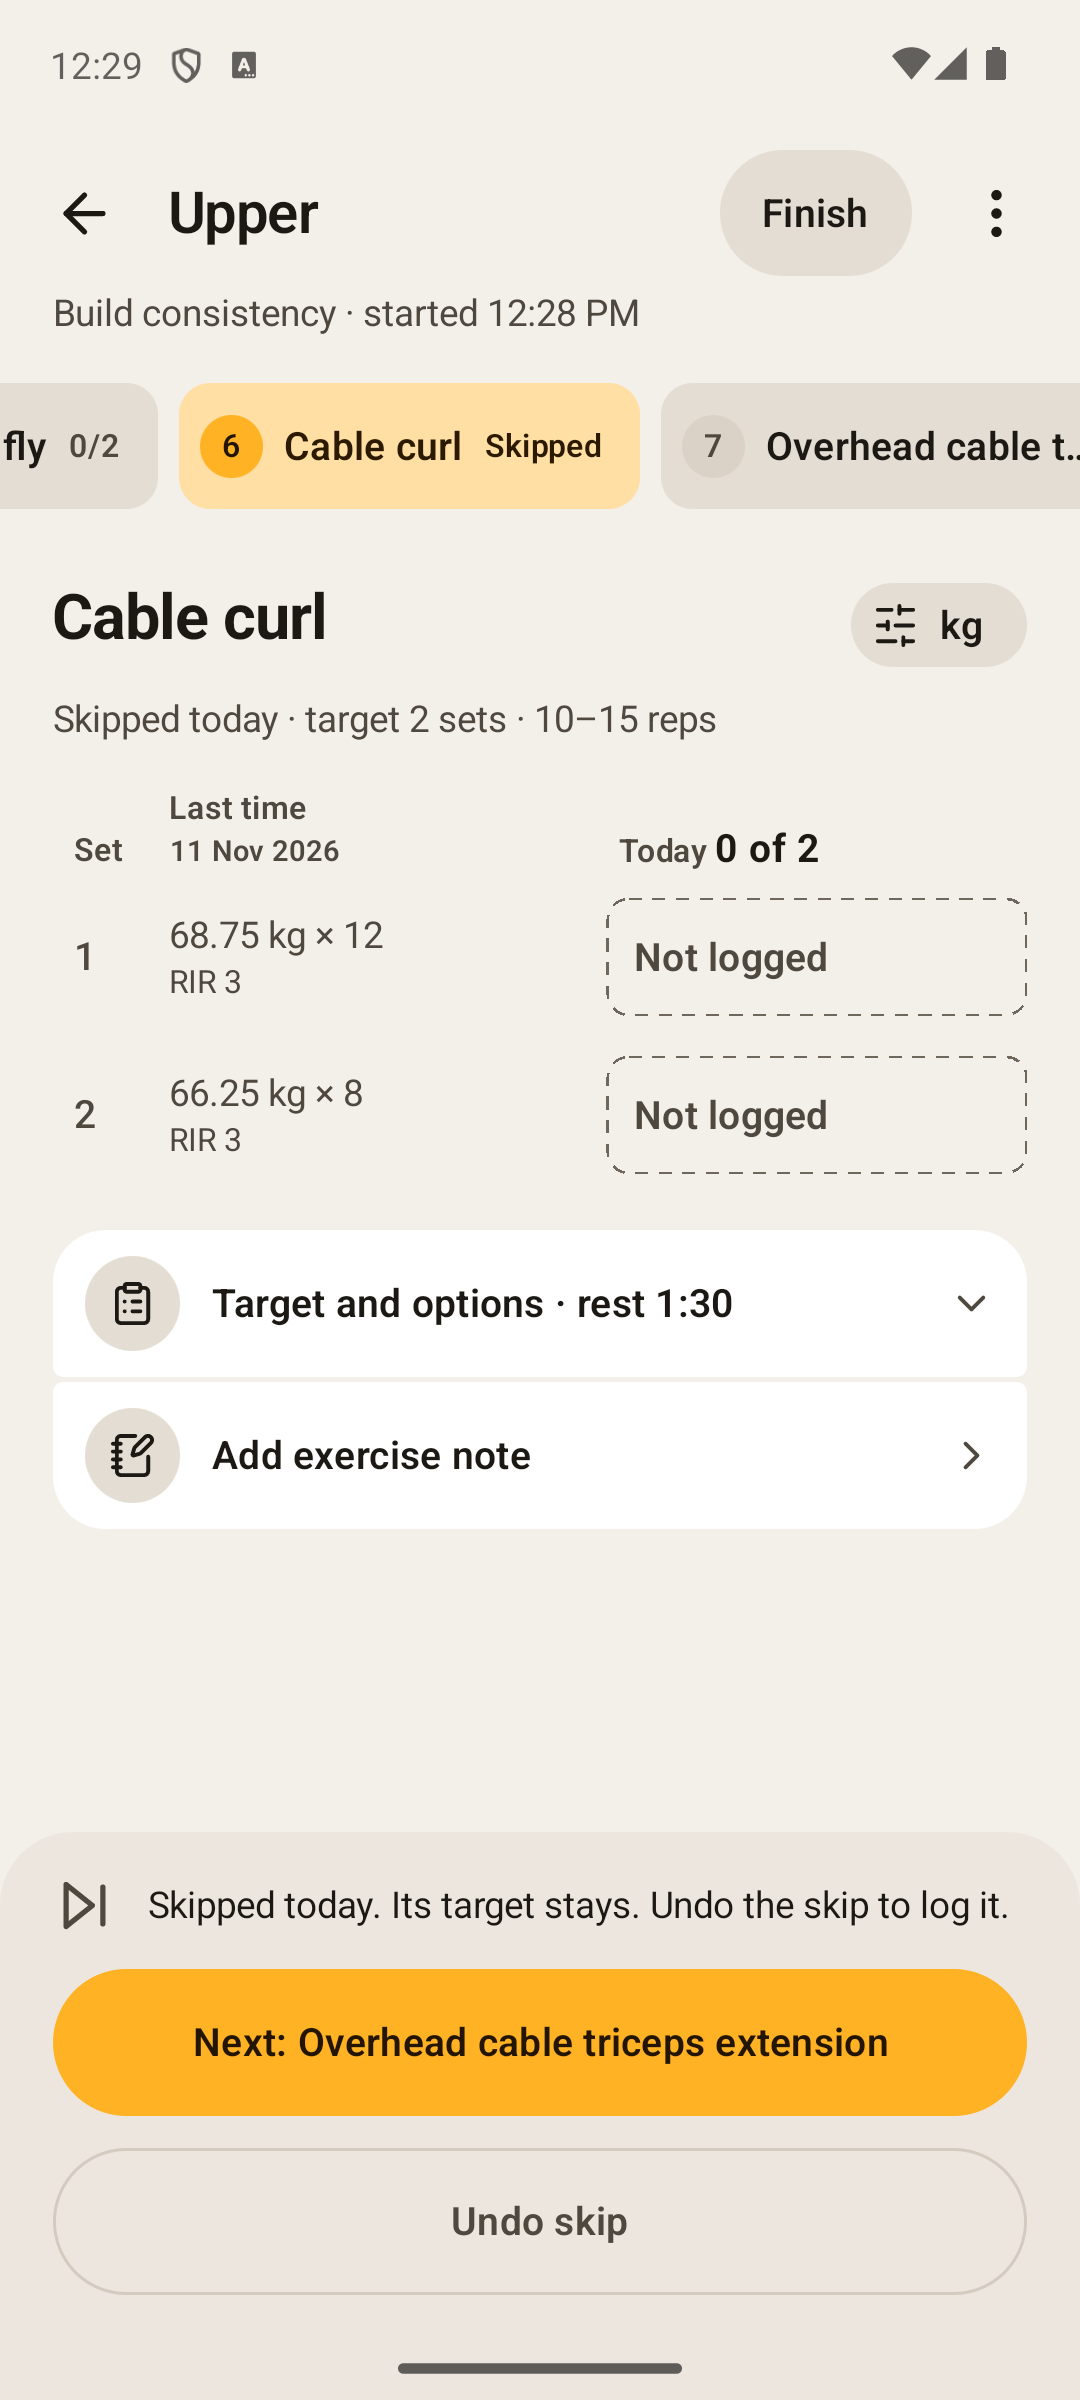 12:29
Upper
Finish
Build consistency · started 12:28 PM
fly 0/2
6 Cable curl Skipped
7 Overhead cable t…
Cable curl
kg
Skipped today · target 2 sets · 10–15 reps
Last time
Set 11 Nov 2026 Today 0 of 2
1 68.75 kg × 12
RIR 3
Not logged
2 66.25 kg × 8
RIR 3
Not logged
Target and options · rest 1:30
Add exercise note
Skipped today. Its target stays. Undo the skip to log it.
Next: Overhead cable triceps extension
Undo skip